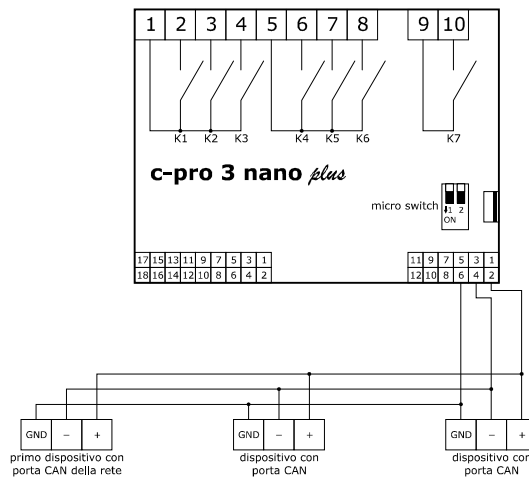 1 2 3 4 5 6 7 8 9 10
K1 K2 K3 K4 K5 K6 K7
c-pro 3 nano plus
micro switch
1 2
ON
17 15 13 11 9 7 5 3 1
18 16 14 12 10 8 6 4 2
11 9 7 5 3 1
12 10 8 6 4 2
GND − +
primo dispositivo con
porta CAN della rete
GND − +
dispositivo con
porta CAN
GND − +
dispositivo con
porta CAN